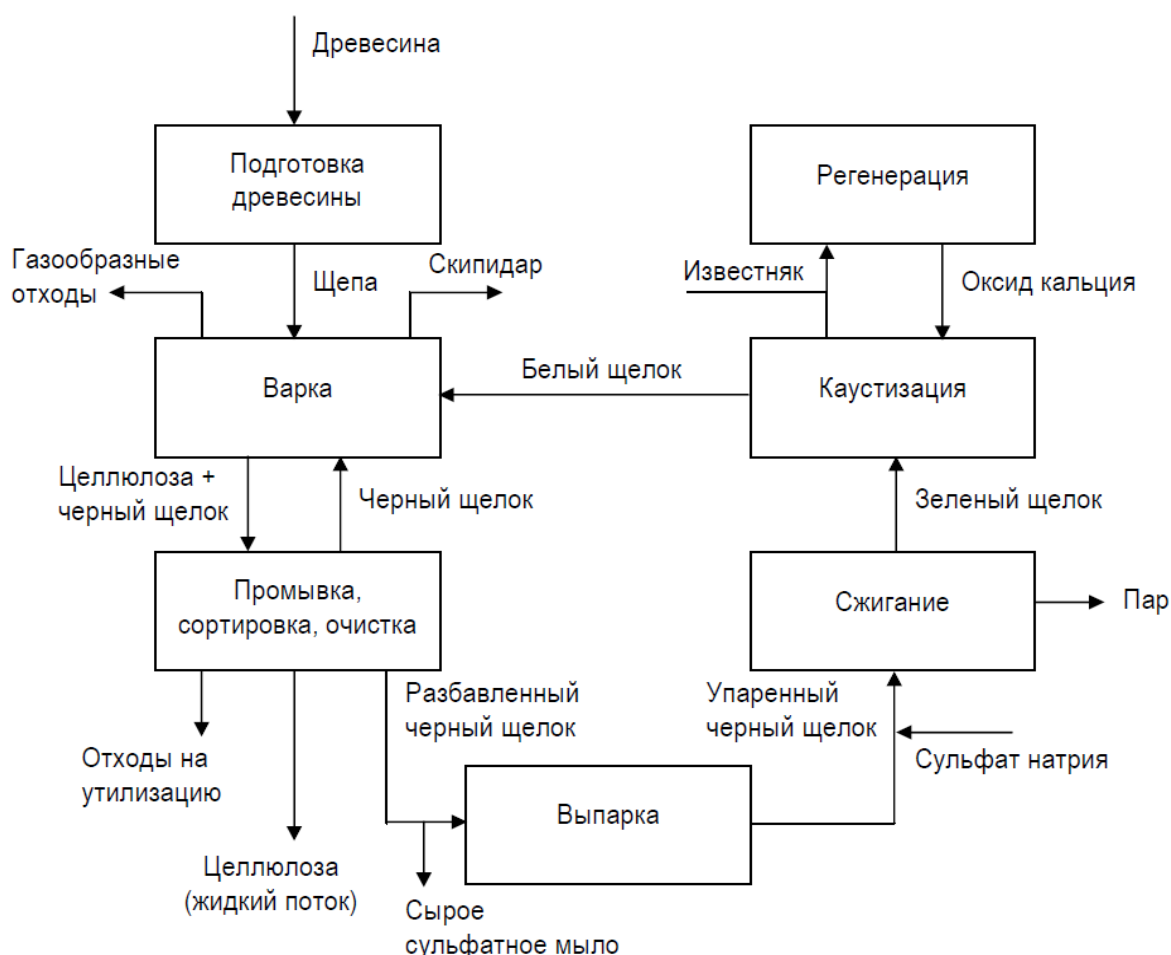 Древесина
Подготовка
древесины
Регенерация
Газообразные
отходы
Щепа
Скипидар
Известняк
Оксид кальция
Варка
Белый щелок
Каустизация
Целлюлоза +
черный щелок
Черный щелок
Зеленый щелок
Промывка,
сортировка, очистка
Сжигание
Пар
Разбавленный
черный щелок
Упаренный
черный щелок
Отходы на
утилизацию
Сульфат натрия
Выпарка
Целлюлоза
(жидкий поток)
Сырое
сульфатное мыло